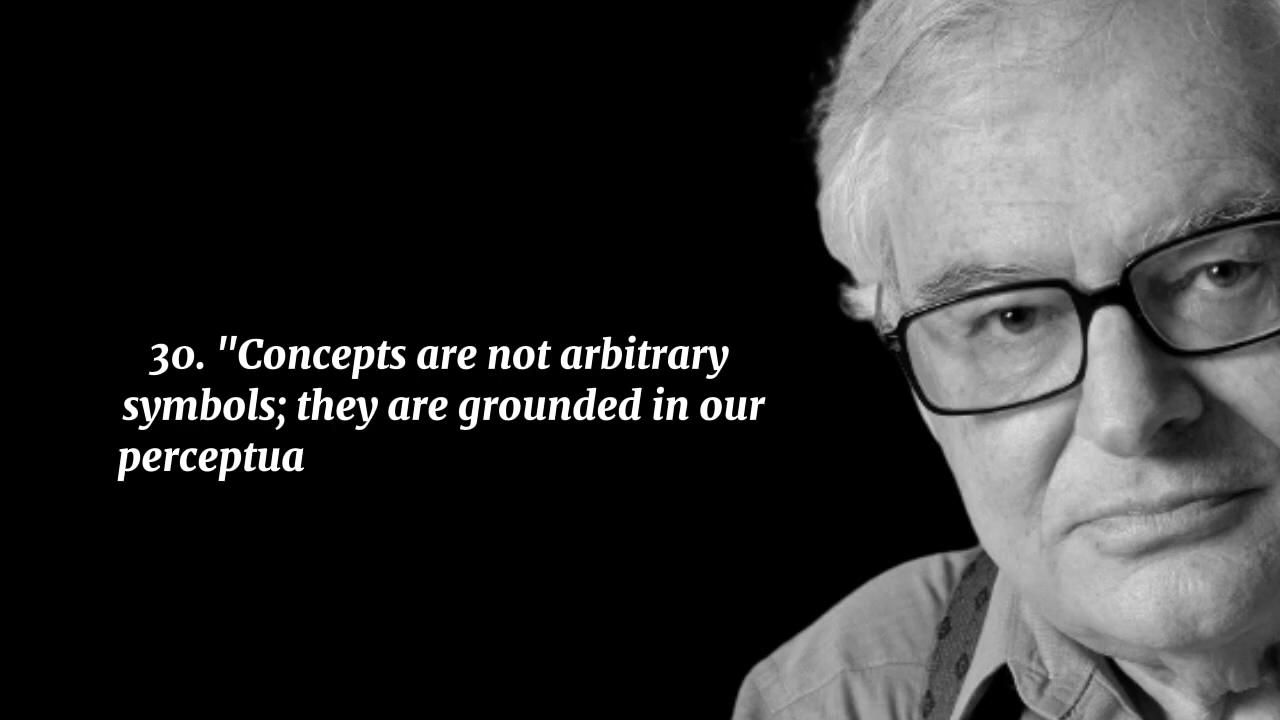 30. "Concepts are not arbitrary
symbols; they are grounded in our
perceptua